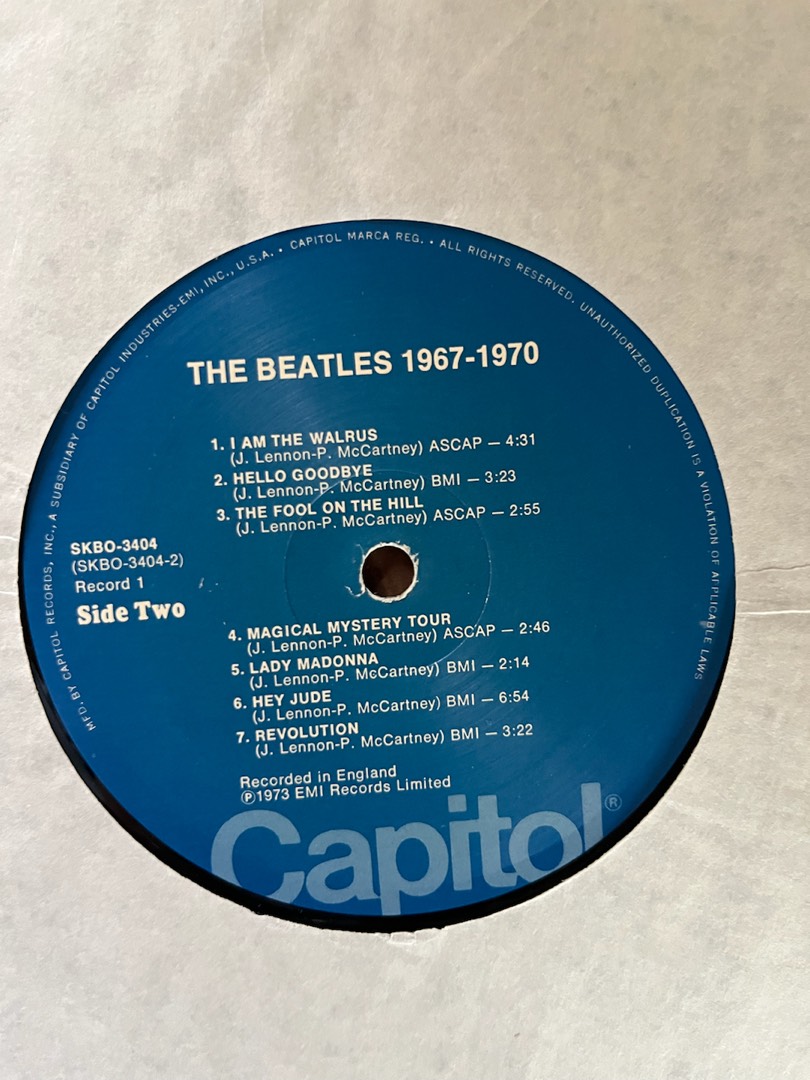 MFD. BY CAPITOL RECORDS, INC., A SUBSIDIARY OF CAPITOL INDUSTRIES-EMI, INC., U.S.A. • CAPITOL MARCA REG. • ALL RIGHTS RESERVED. UNAUTHORIZED DUPLICATION IS A VIOLATION OF APPLICABLE LAWS
THE BEATLES 1967-1970
1. I AM THE WALRUS
(J. Lennon-P. McCartney) ASCAP — 4:31
2. HELLO GOODBYE
(J. Lennon-P. McCartney) BMI — 3:23
3. THE FOOL ON THE HILL
(J. Lennon-P. McCartney) ASCAP — 2:55
SKBO-3404
(SKBO-3404-2)
Record 1
Side Two
4. MAGICAL MYSTERY TOUR
(J. Lennon-P. McCartney) ASCAP — 2:46
5. LADY MADONNA
(J. Lennon-P. McCartney) BMI — 2:14
6. HEY JUDE
(J. Lennon-P. McCartney) BMI — 6:54
7. REVOLUTION
(J. Lennon-P. McCartney) BMI — 3:22
Recorded in England
℗1973 EMI Records Limited
Capitol®